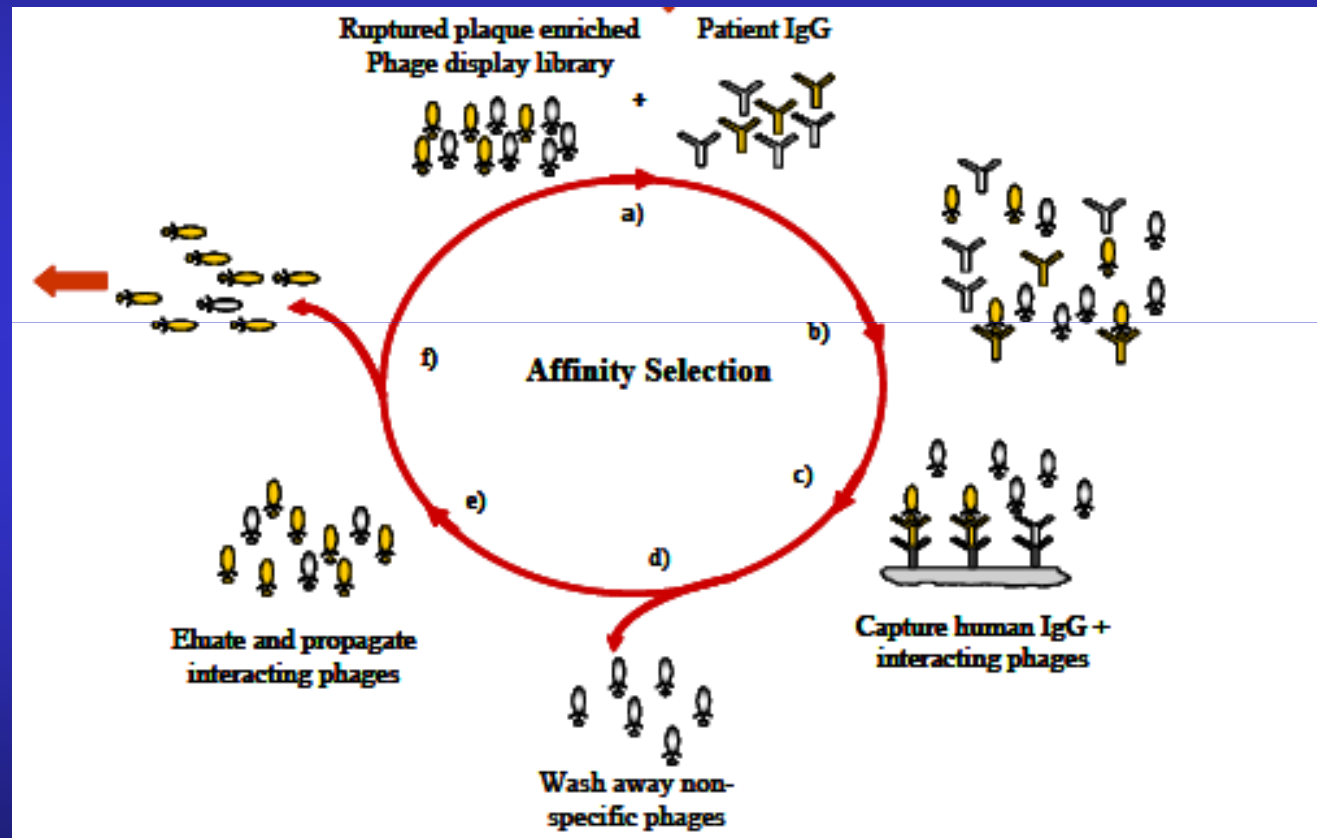 Ruptured plaque enriched
Phage display library
+
Patient IgG
a)
b)
f)
Affinity Selection
c)
e)
d)
Capture human IgG +
interacting phages
Eluate and propagate
interacting phages
Wash away non-
specific phages